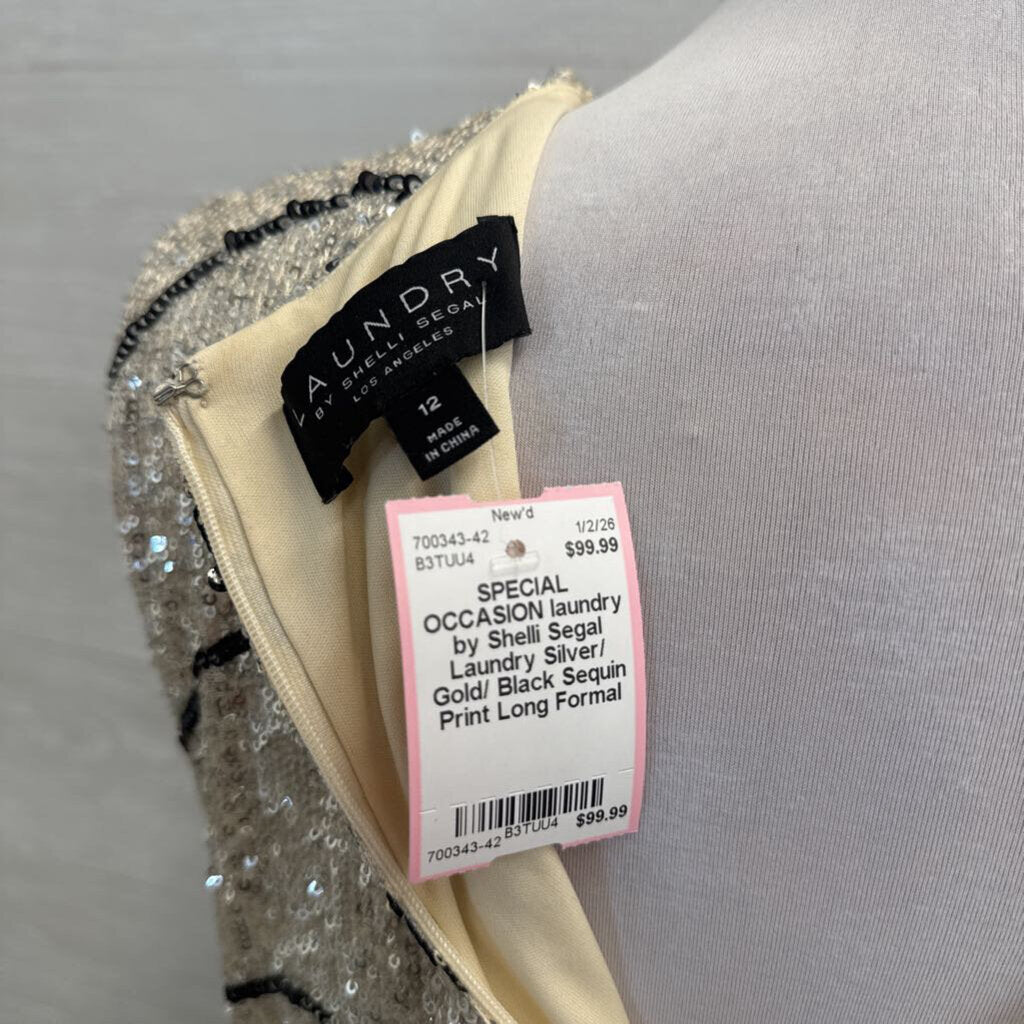 LAUNDRY
BY SHELLI SEGAL
LOS ANGELES
12
MADE
IN CHINA
New'd
700343-42 1/2/26
B3TUU4 $99.99
SPECIAL
OCCASION laundry
by Shelli Segal
Laundry Silver/
Gold/ Black Sequin
Print Long Formal
700343-42 B3TUU4 $99.99